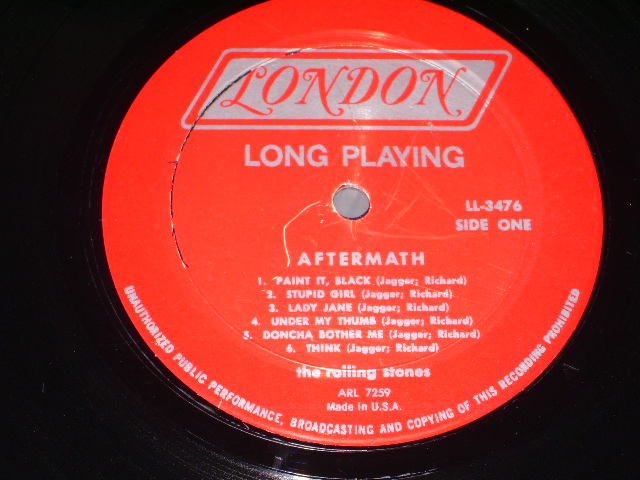 LONDON
LONG PLAYING
LL-3476
SIDE ONE
AFTERMATH
1. PAINT IT, BLACK (Jagger; Richard)
2. STUPID GIRL (Jagger; Richard)
3. LADY JANE (Jagger; Richard)
4. UNDER MY THUMB (Jagger; Richard)
5. DONCHA BOTHER ME (Jagger; Richard)
6. THINK (Jagger; Richard)
the rolling stones
ARL 7259
Made in U.S.A.
UNAUTHORIZED PUBLIC PERFORMANCE, BROADCASTING AND COPYING OF THIS RECORDING PROHIBITED